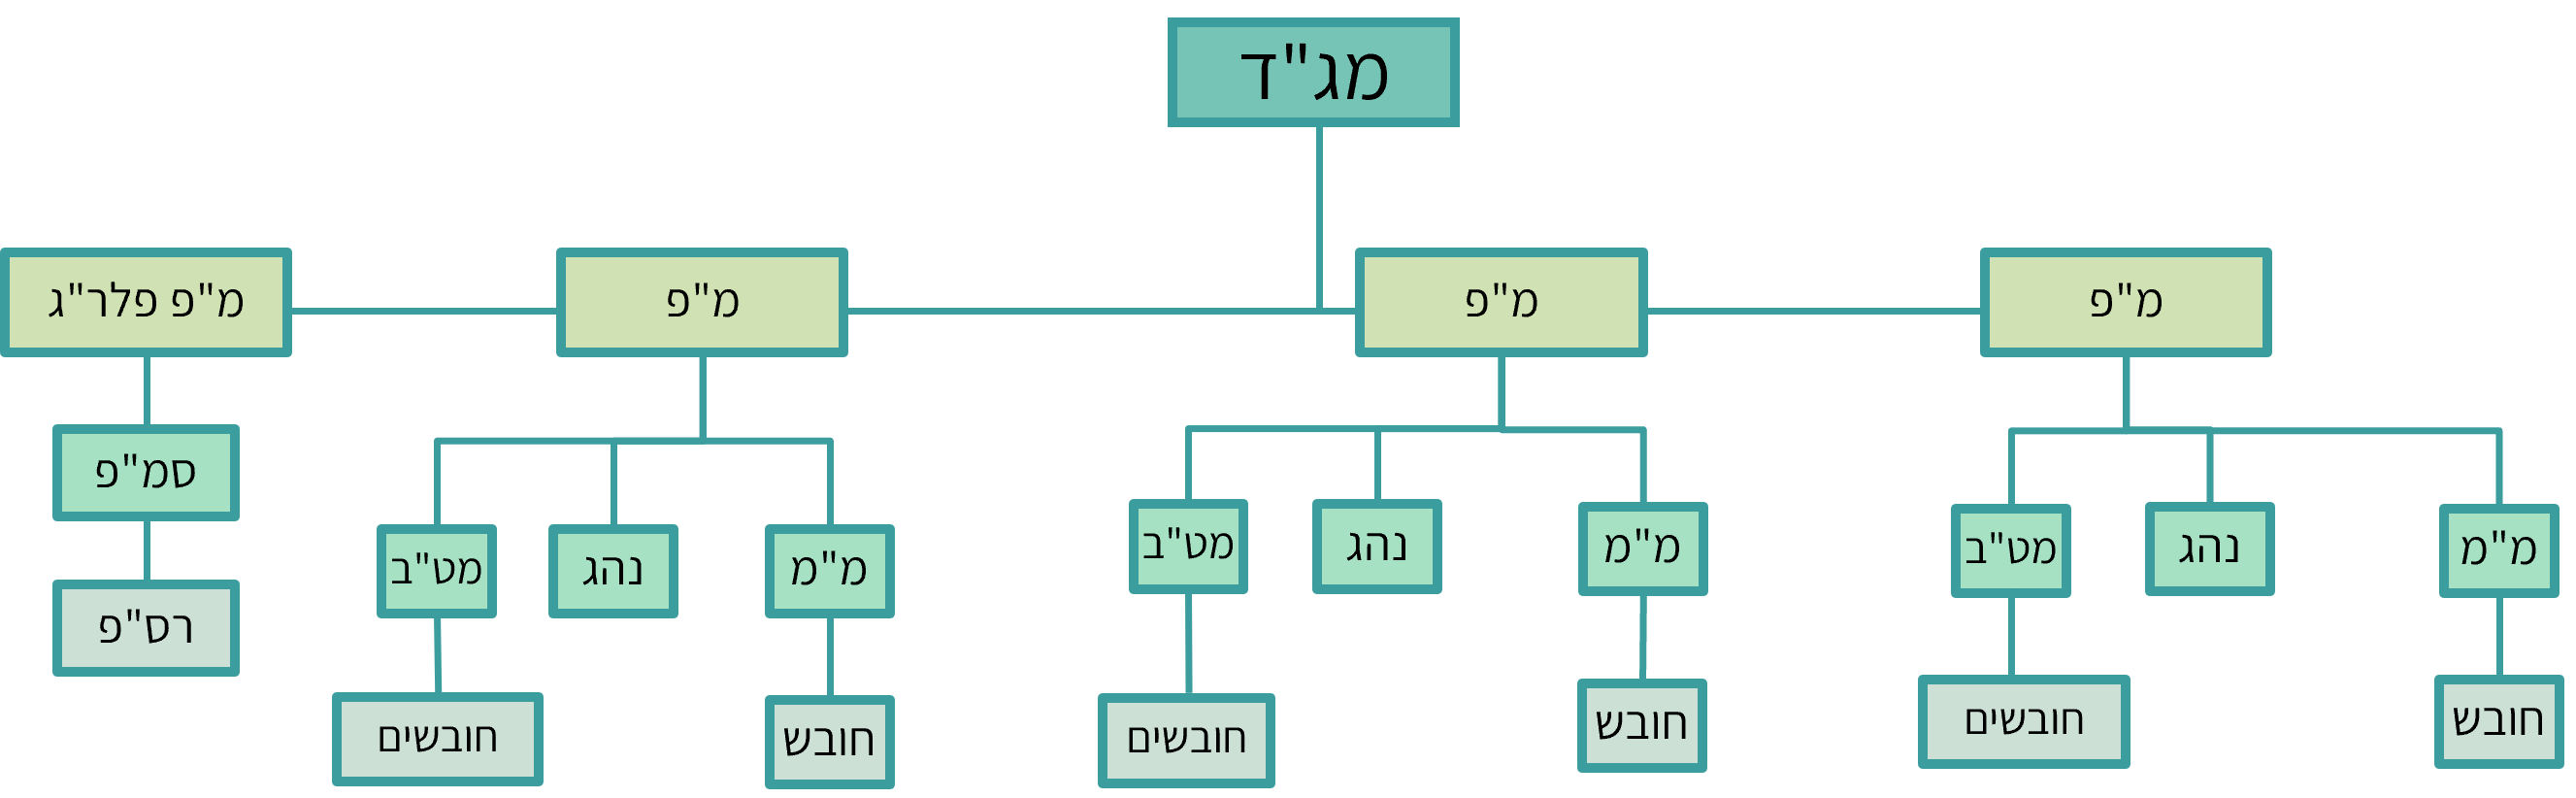 מג"ד
מ"פ
מ"פ
מ"פ
מ"פ פלר"ג
מ"מ
נהג
מט"ב
מ"מ
נהג
מט"ב
מ"מ
נהג
מט"ב
סמ"פ
חובש
חובשים
חובש
חובשים
חובש
חובשים
רס"פ